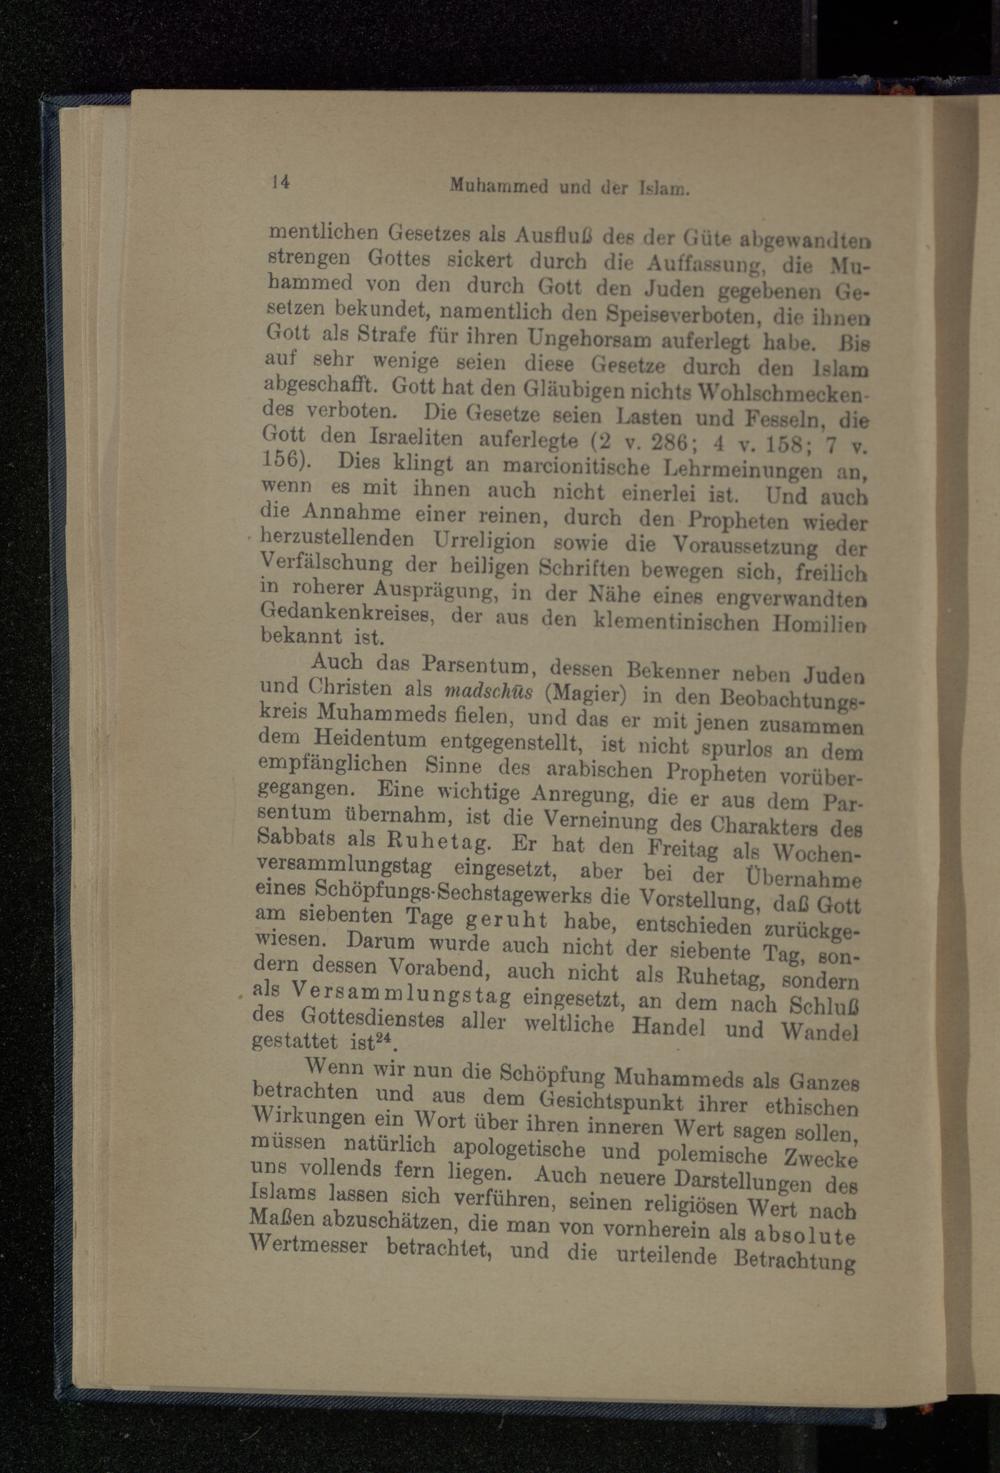 14 Muhammed und der Islam.
mentlichen Gesetzes als Ausfluß des der Güte abgewandten
strengen Gottes sickert durch die Auffassung, die Mu-
hammed von den durch Gott den Juden gegebenen Ge-
setzen bekundet, namentlich den Speiseverboten, die ihnen
Gott als Strafe für ihren Ungehorsam auferlegt habe. Bis
auf sehr wenige seien diese Gesetze durch den Islam
abgeschafft. Gott hat den Gläubigen nichts Wohlschmecken-
des verboten. Die Gesetze seien Lasten und Fesseln, die
Gott den Israeliten auferlegte (2 v. 286; 4 v. 158; 7 v.
156). Dies klingt an marcionitische Lehrmeinungen an,
wenn es mit ihnen auch nicht einerlei ist. Und auch
die Annahme einer reinen, durch den Propheten wieder
herzustellenden Urreligion sowie die Voraussetzung der
Verfälschung der heiligen Schriften bewegen sich, freilich
in roherer Ausprägung, in der Nähe eines engverwandten
Gedankenkreises, der aus den klementinischen Homilien
bekannt ist.
Auch das Parsentum, dessen Bekenner neben Juden
und Christen als madschūs (Magier) in den Beobachtungs-
kreis Muhammeds fielen, und das er mit jenen zusammen
dem Heidentum entgegenstellt, ist nicht spurlos an dem
empfänglichen Sinne des arabischen Propheten vorüber-
gegangen. Eine wichtige Anregung, die er aus dem Par-
sentum übernahm, ist die Verneinung des Charakters des
Sabbats als Ruhetag. Er hat den Freitag als Wochen-
versammlungstag eingesetzt, aber bei der Übernahme
eines Schöpfungs-Sechstagewerks die Vorstellung, daß Gott
am siebenten Tage geruht habe, entschieden zurückge-
wiesen. Darum wurde auch nicht der siebente Tag, son-
dern dessen Vorabend, auch nicht als Ruhetag, sondern
als Versammlungstag eingesetzt, an dem nach Schluß
des Gottesdienstes aller weltliche Handel und Wandel
gestattet ist²⁴.
Wenn wir nun die Schöpfung Muhammeds als Ganzes
betrachten und aus dem Gesichtspunkt ihrer ethischen
Wirkungen ein Wort über ihren inneren Wert sagen sollen,
müssen natürlich apologetische und polemische Zwecke
uns vollends fern liegen. Auch neuere Darstellungen des
Islams lassen sich verführen, seinen religiösen Wert nach
Maßen abzuschätzen, die man von vornherein als absolute
Wertmesser betrachtet, und die urteilende Betrachtung